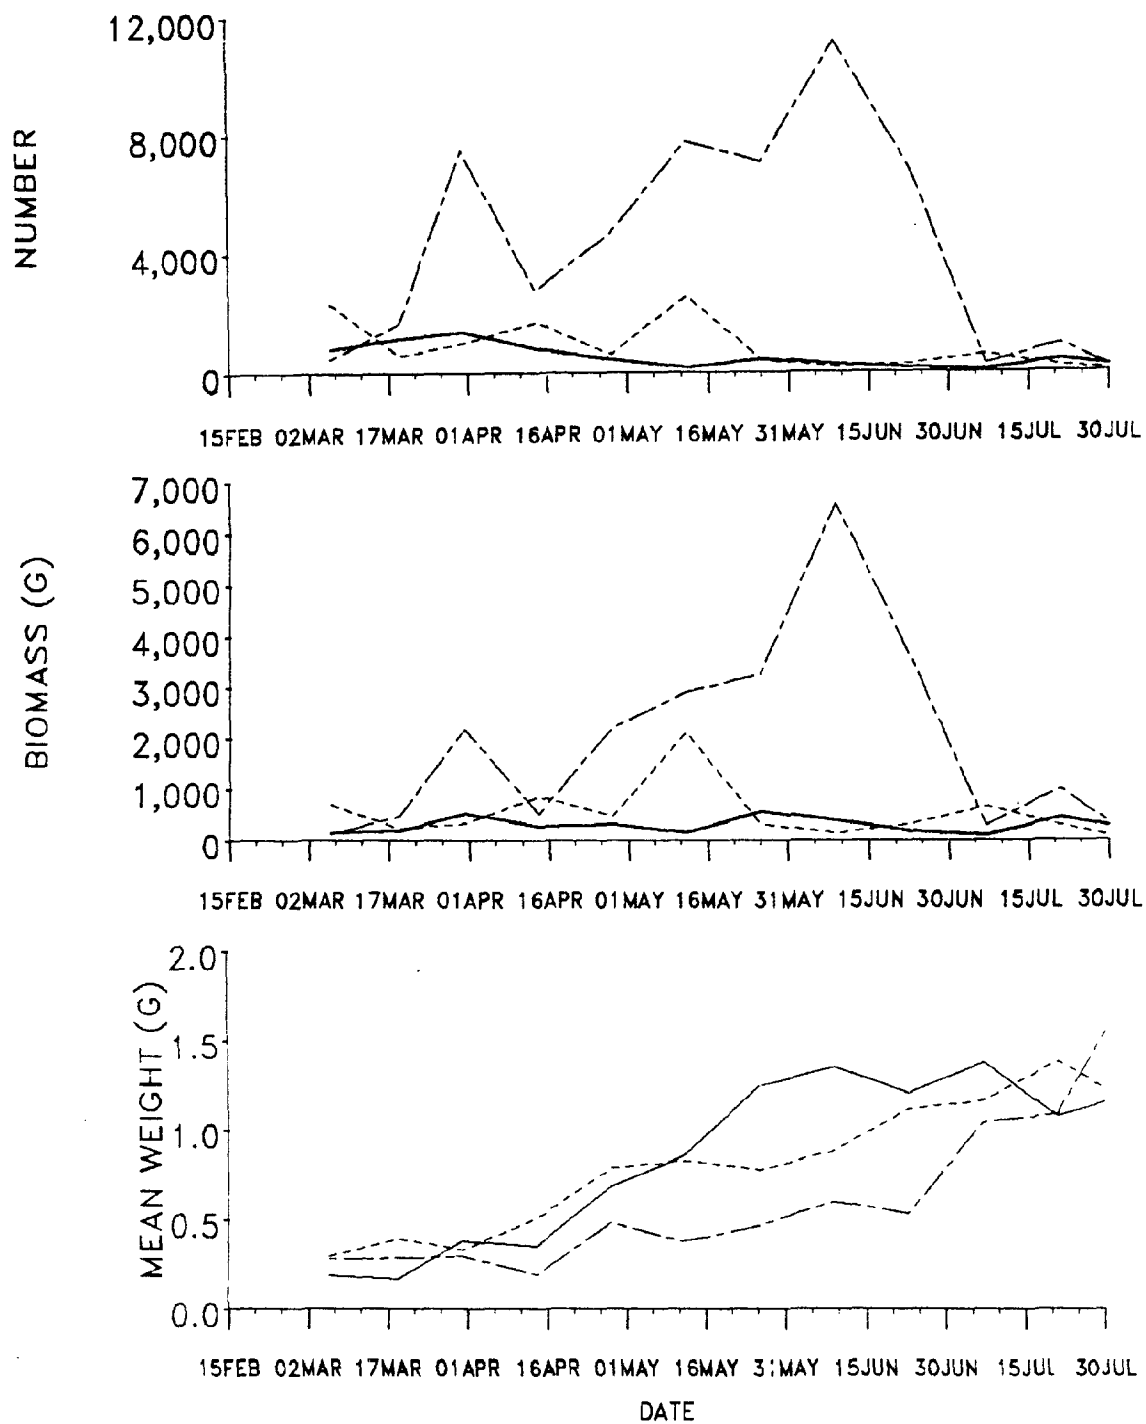 12,000
8,000
4,000
0
NUMBER
15FEB 02MAR 17MAR 01APR 16APR 01MAY 16MAY 31MAY 15JUN 30JUN 15JUL 30JUL
7,000
6,000
5,000
4,000
3,000
2,000
1,000
0
BIOMASS (G)
15FEB 02MAR 17MAR 01APR 16APR 01MAY 16MAY 31MAY 15JUN 30JUN 15JUL 30JUL
2.0
1.5
1.0
0.5
0.0
MEAN WEIGHT (G)
15FEB 02MAR 17MAR 01APR 16APR 01MAY 16MAY 31MAY 15JUN 30JUN 15JUL 30JUL
DATE